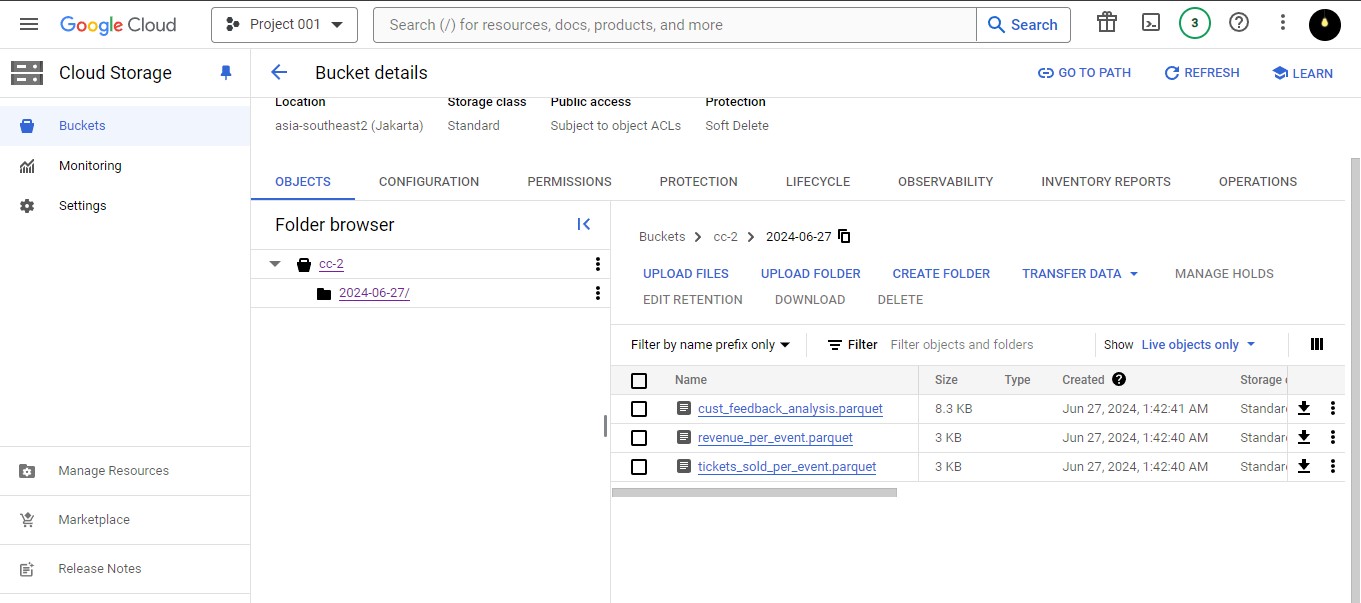 Google Cloud
Project 001
Search (/) for resources, docs, products, and more
Search
3
Cloud Storage
Bucket details
GO TO PATH
REFRESH
LEARN
Location
Storage class
Public access
Protection
asia-southeast2 (Jakarta)
Standard
Subject to object ACLs
Soft Delete
Buckets
Monitoring
Settings
OBJECTS
CONFIGURATION
PERMISSIONS
PROTECTION
LIFECYCLE
OBSERVABILITY
INVENTORY REPORTS
OPERATIONS
Folder browser
cc-2
2024-06-27/
Buckets
cc-2
2024-06-27
UPLOAD FILES
UPLOAD FOLDER
CREATE FOLDER
TRANSFER DATA
MANAGE HOLDS
EDIT RETENTION
DOWNLOAD
DELETE
Filter by name prefix only
Filter
Filter objects and folders
Show
Live objects only
Name
Size
Type
Created
Storage
cust_feedback_analysis.parquet
8.3 KB
Jun 27, 2024, 1:42:41 AM
Standar
revenue_per_event.parquet
3 KB
Jun 27, 2024, 1:42:40 AM
Standar
tickets_sold_per_event.parquet
3 KB
Jun 27, 2024, 1:42:40 AM
Standar
Manage Resources
Marketplace
Release Notes